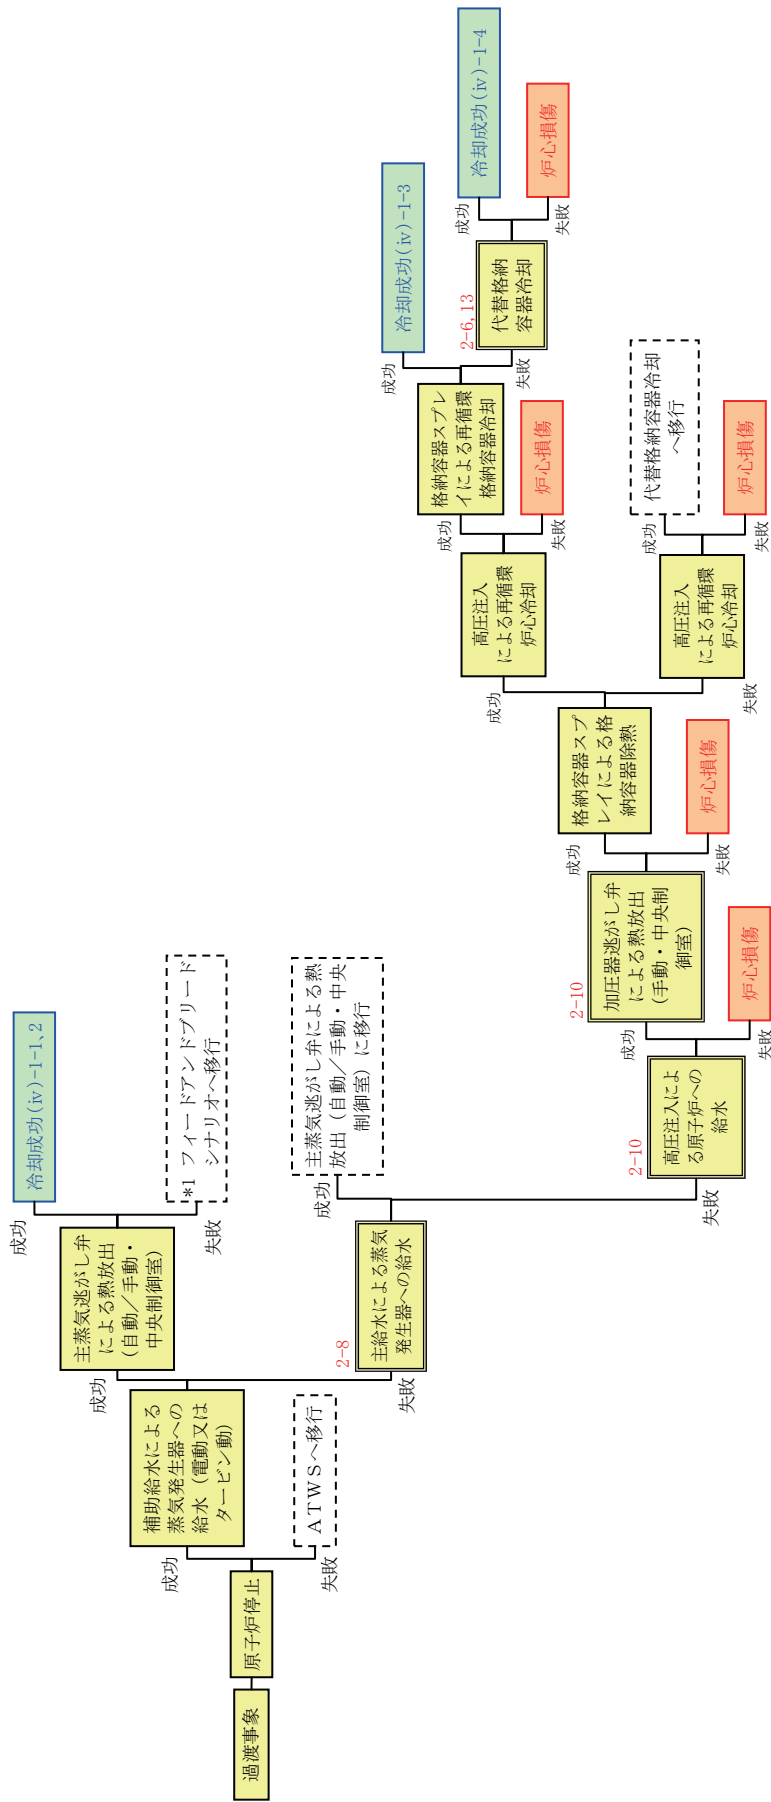 過渡事象
原子炉停止
成功
失敗
補助給水による
蒸気発生器への
給水（電動又は
タービン動）
ＡＴＷＳへ移行
成功
失敗
主蒸気逃がし弁
による熱放出
（自動／手動・
中央制御室）
成功
失敗
冷却成功(ⅳ)-1-1、2
*1 フィードアンドブリード
シナリオへ移行
2-8
主給水による蒸気
発生器への給水
成功
失敗
主蒸気逃がし弁による熱
放出（自動／手動・中央
制御室）に移行
2-10
高圧注入によ
る原子炉への
給水
成功
失敗
炉心損傷
2-10
加圧器逃がし弁
による熱放出
（手動・中央制
御室）
成功
失敗
炉心損傷
格納容器スプ
レイによる格
納容器除熱
成功
失敗
高圧注入
による再循環
炉心冷却
成功
失敗
炉心損傷
格納容器スプレ
イによる再循環
格納容器冷却
成功
失敗
冷却成功(ⅳ)-1-3
2-6,13
代替格納
容器冷却
成功
失敗
冷却成功(ⅳ)-1-4
炉心損傷
高圧注入
による再循環
炉心冷却
成功
失敗
代替格納容器冷却
へ移行
炉心損傷